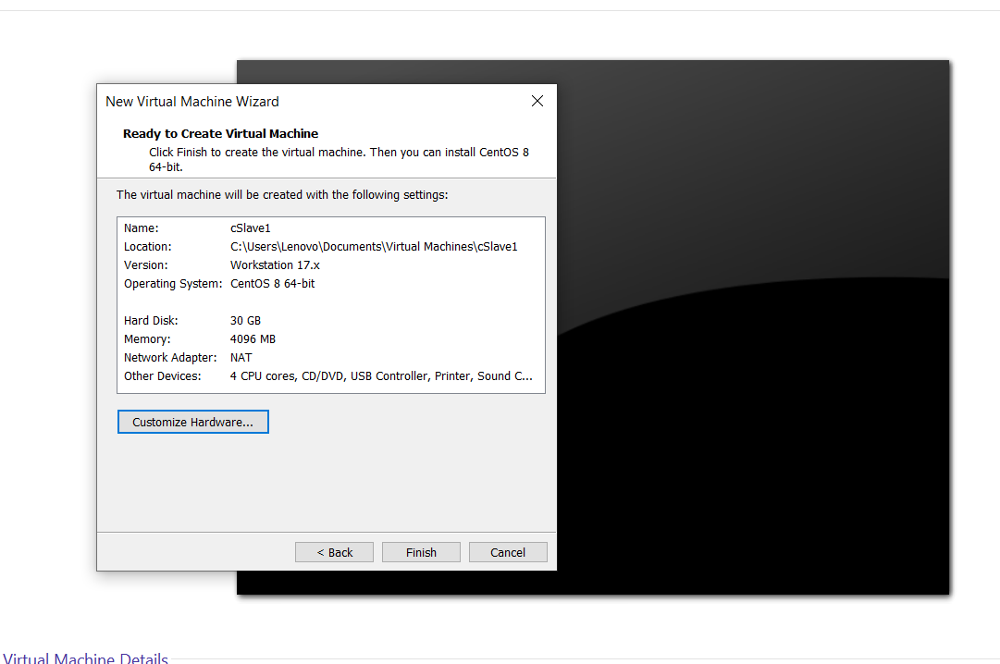 New Virtual Machine Wizard
Ready to Create Virtual Machine
Click Finish to create the virtual machine. Then you can install CentOS 8
64-bit.
The virtual machine will be created with the following settings:
Name: cSlave1
Location: C:\Users\Lenovo\Documents\Virtual Machines\cSlave1
Version: Workstation 17.x
Operating System: CentOS 8 64-bit
Hard Disk: 30 GB
Memory: 4096 MB
Network Adapter: NAT
Other Devices: 4 CPU cores, CD/DVD, USB Controller, Printer, Sound C...
Customize Hardware...
< Back Finish Cancel
Virtual Machine Details